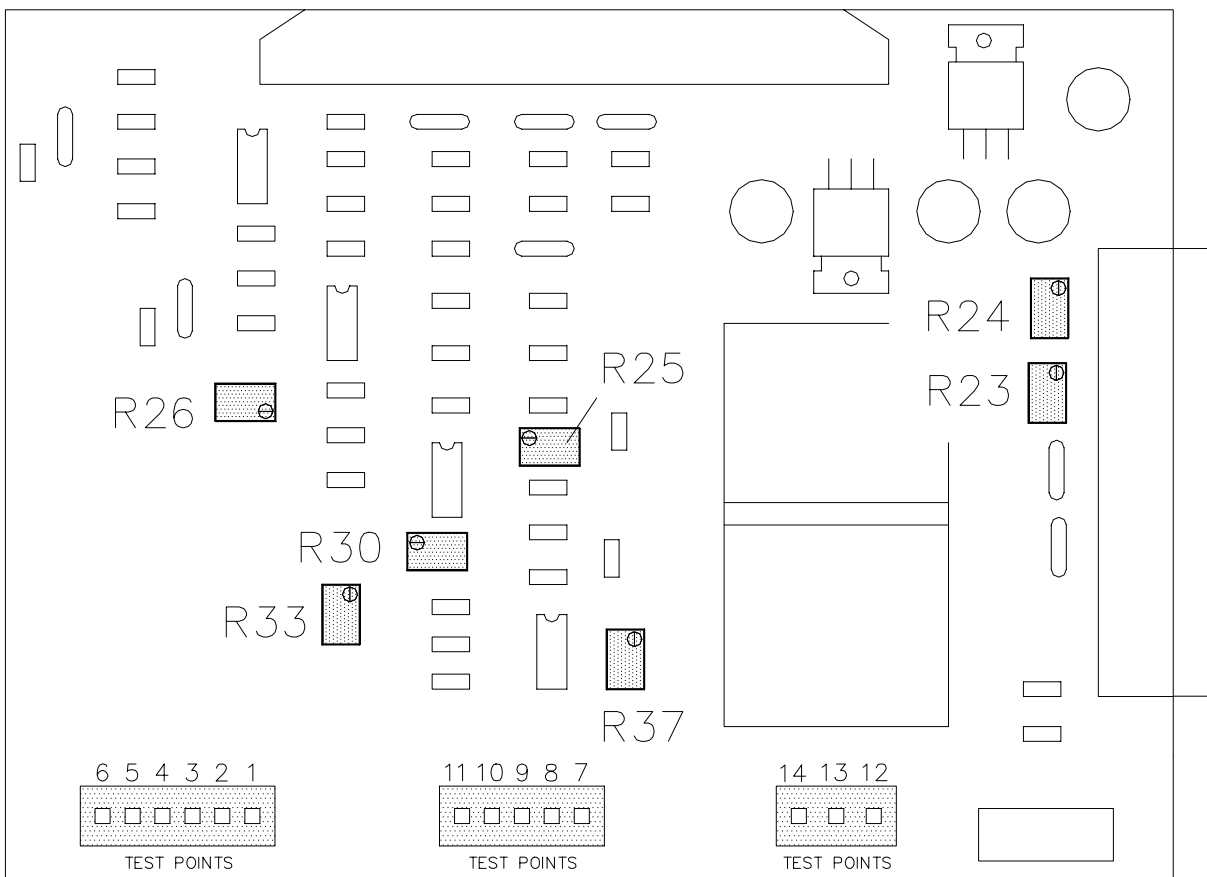 R24
R25
R23
R26
R30
R33
R37
6 5 4 3 2 1
11 10 9 8 7
14 13 12
TEST POINTS
TEST POINTS
TEST POINTS